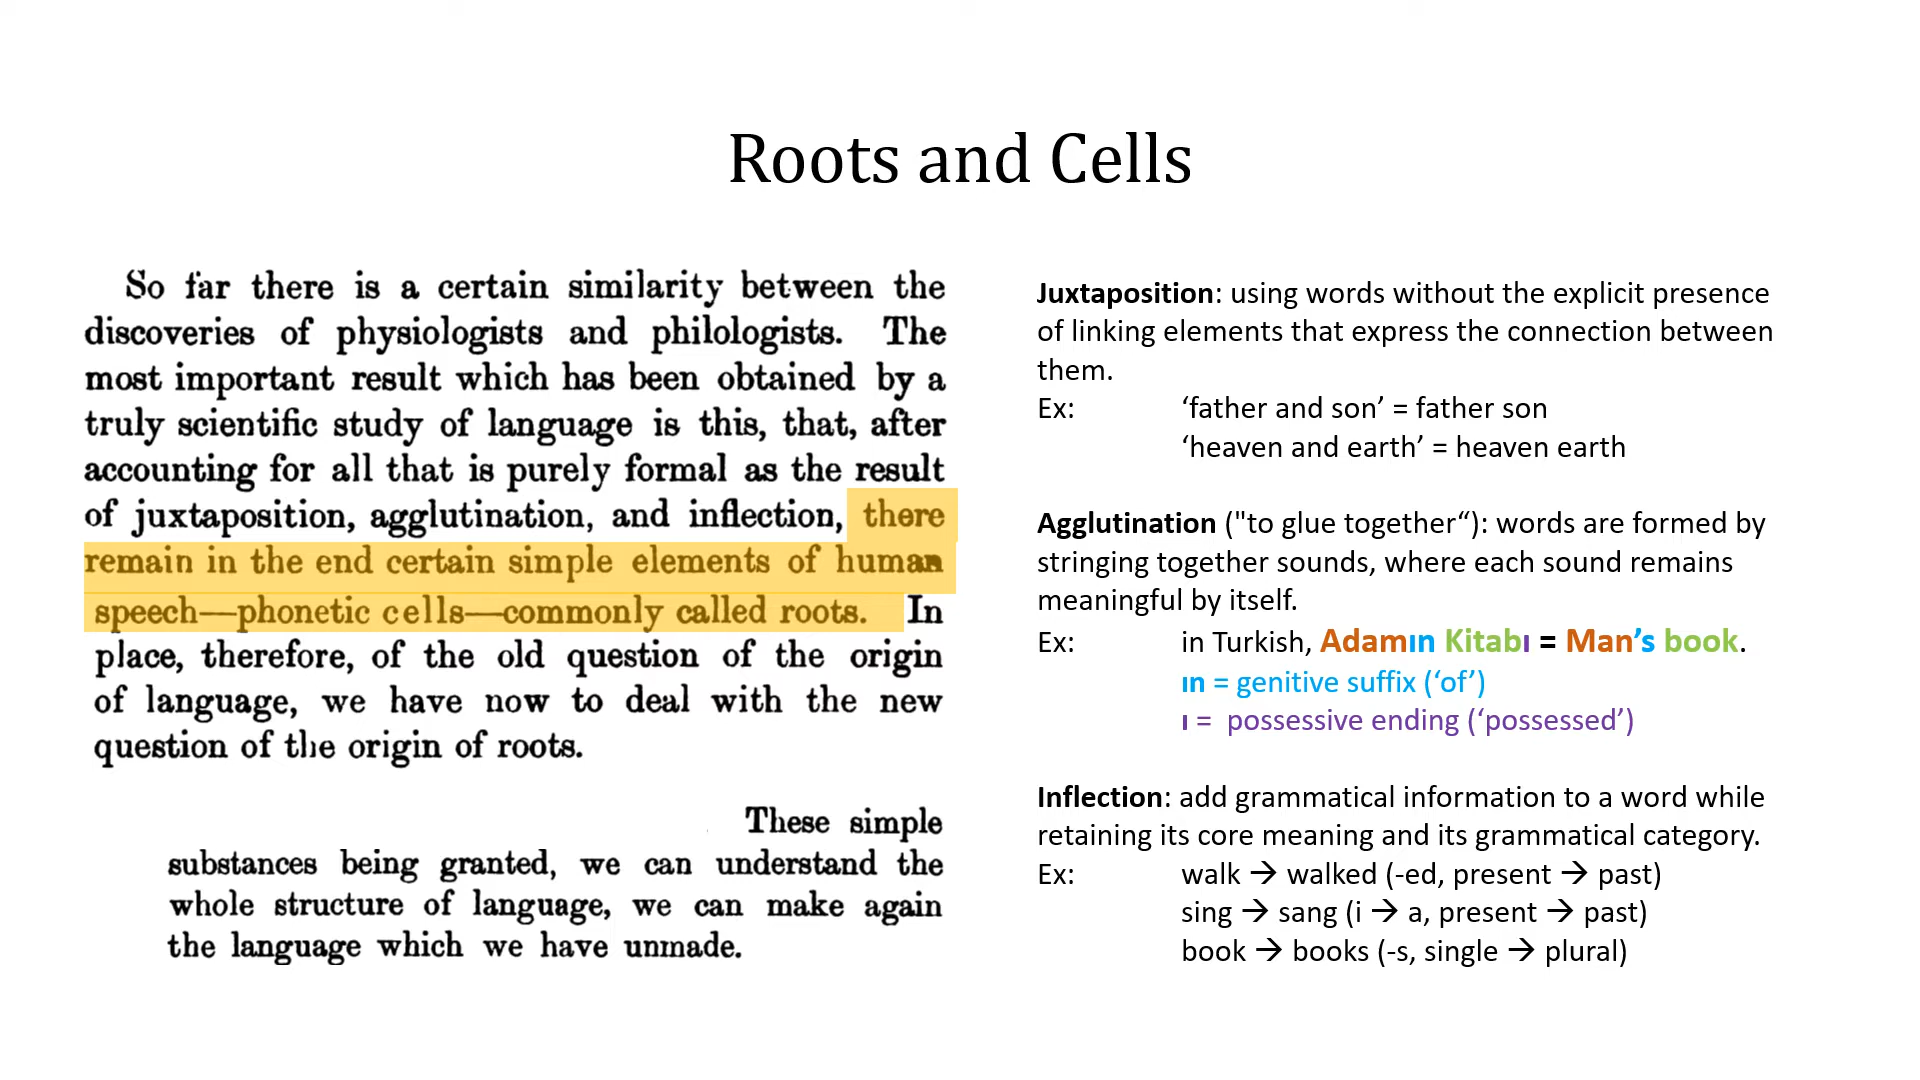 Roots and Cells
So far there is a certain similarity between the
discoveries of physiologists and philologists. The
most important result which has been obtained by a
truly scientific study of language is this, that, after
accounting for all that is purely formal as the result
of juxtaposition, agglutination, and inflection, there
remain in the end certain simple elements of human
speech—phonetic cells—commonly called roots. In
place, therefore, of the old question of the origin
of language, we have now to deal with the new
question of the origin of roots.
These simple
substances being granted, we can understand the
whole structure of language, we can make again
the language which we have unmade.
Juxtaposition: using words without the explicit presence
of linking elements that express the connection between
them.
Ex: ‘father and son’ = father son
‘heaven and earth’ = heaven earth
Agglutination ("to glue together“): words are formed by
stringing together sounds, where each sound remains
meaningful by itself.
Ex: in Turkish, Adamın Kitabı = Man’s book.
ın = genitive suffix (‘of’)
ı = possessive ending (‘possessed’)
Inflection: add grammatical information to a word while
retaining its core meaning and its grammatical category.
Ex: walk → walked (-ed, present → past)
sing → sang (i → a, present → past)
book → books (-s, single → plural)